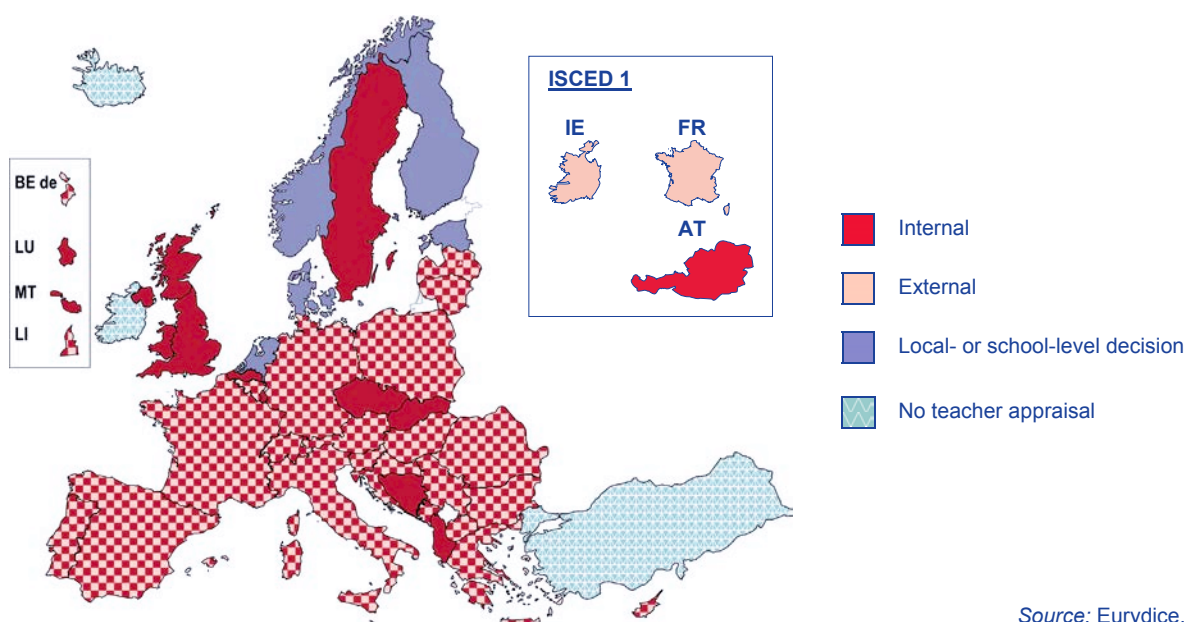 ISCED 1
IE FR
AT
BE de
LU
MT
LI
Internal
External
Local- or school-level decision
No teacher appraisal
Source: Eurydice.